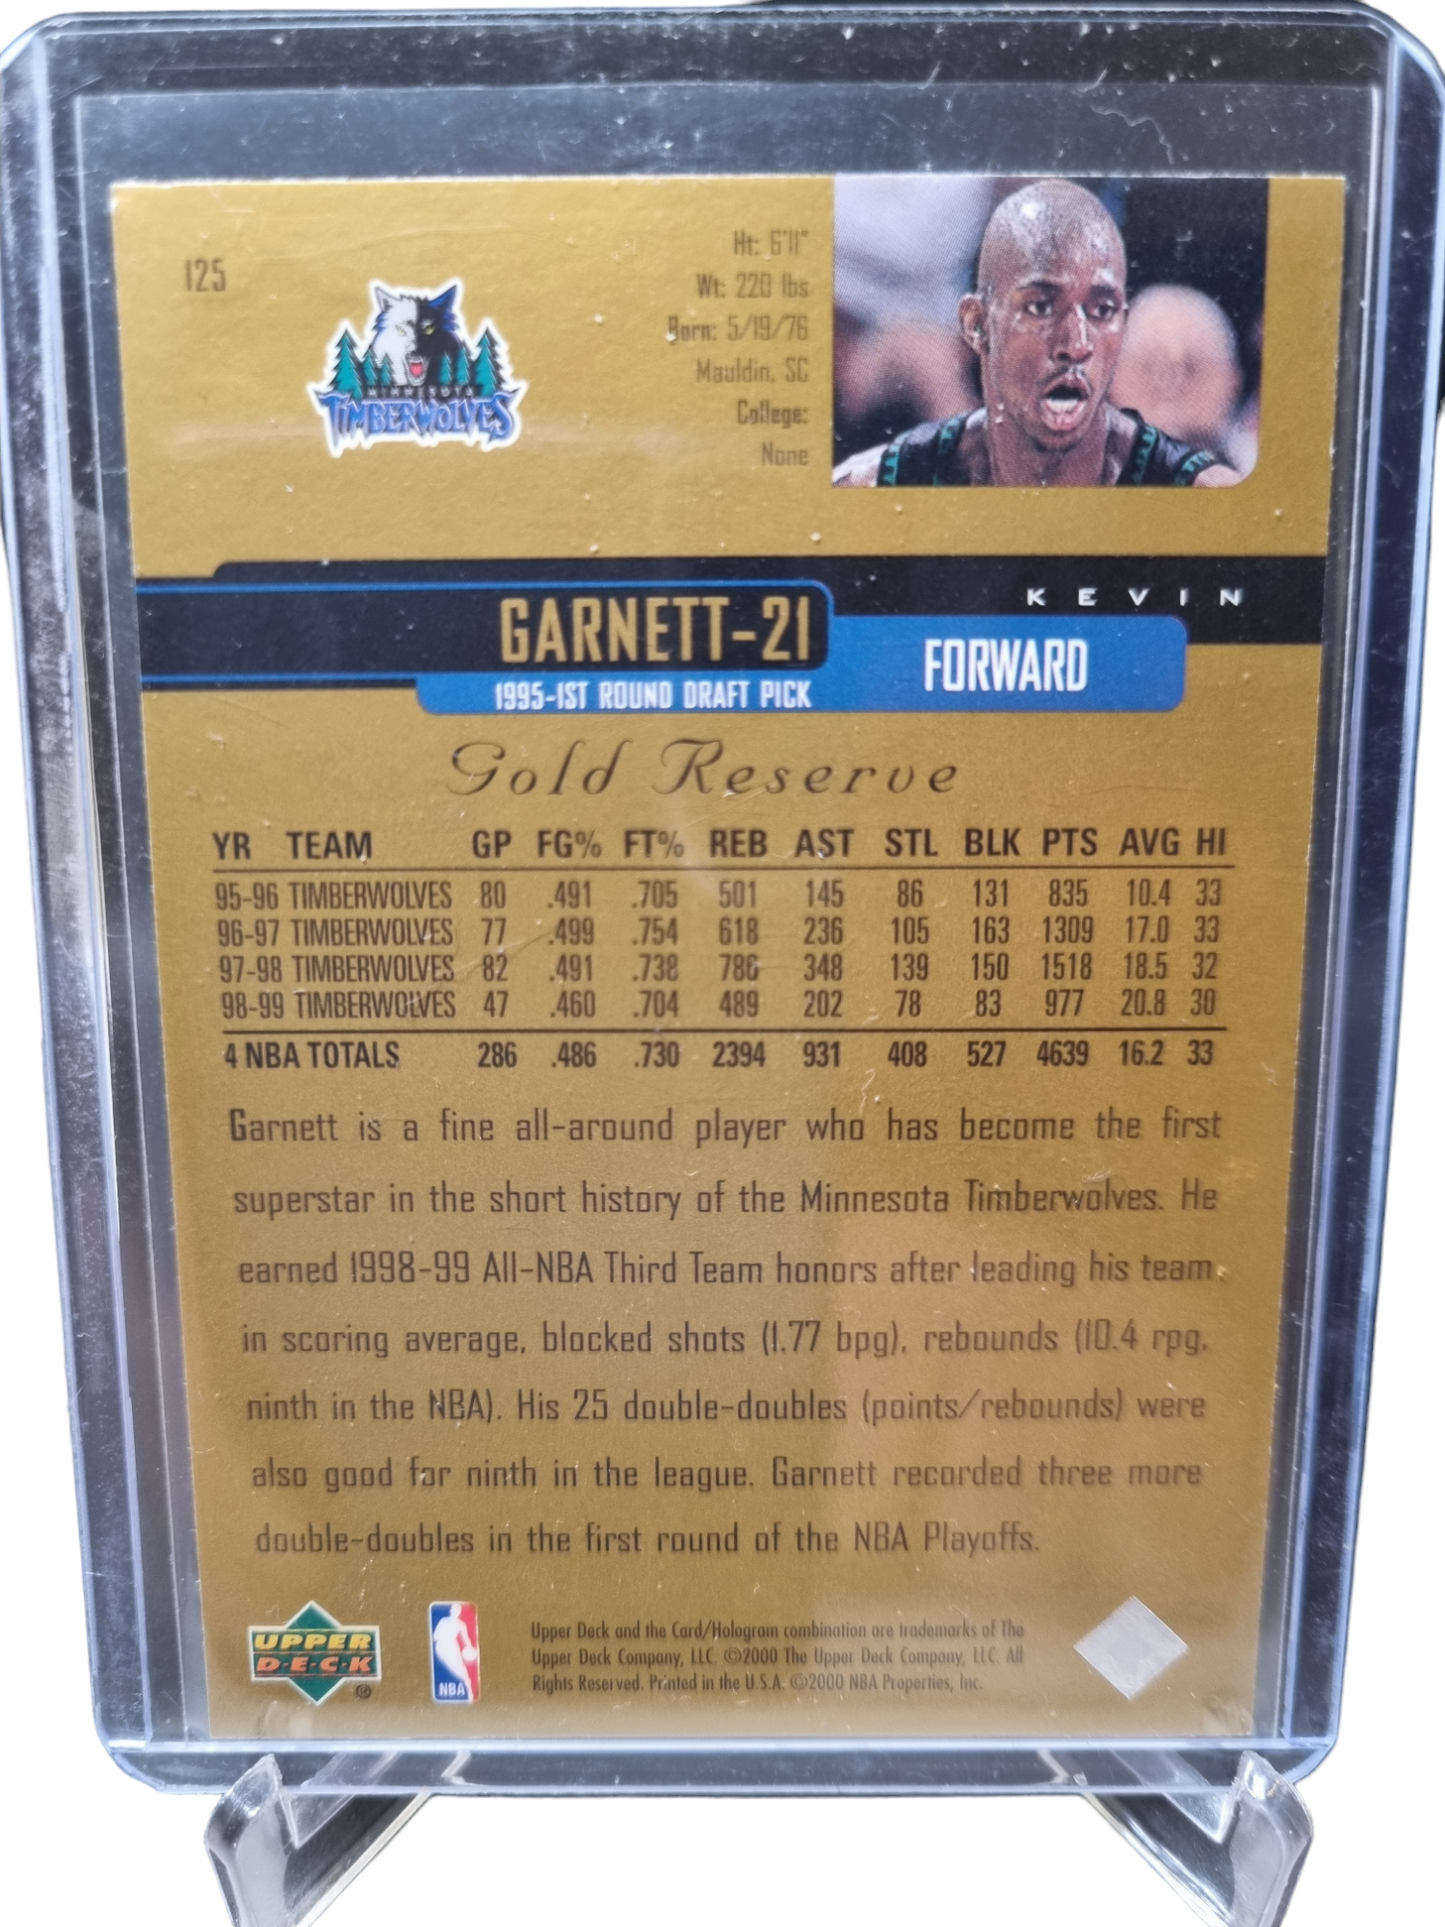 125
Ht: 6'11"
Wt: 220 lbs
Born: 5/19/76
Mauldin, SC
College:
None
MINNESOTA
TIMBERWOLVES
KEVIN
GARNETT-21
FORWARD
1995-1ST ROUND DRAFT PICK
Gold Reserve
YR TEAM GP FG% FT% REB AST STL BLK PTS AVG HI
95-96 TIMBERWOLVES 80 .491 .705 501 145 86 131 835 10.4 33
96-97 TIMBERWOLVES 77 .499 .754 618 236 105 163 1309 17.0 33
97-98 TIMBERWOLVES 82 .491 .738 786 348 139 150 1518 18.5 32
98-99 TIMBERWOLVES 47 .460 .704 489 202 78 83 977 20.8 30
4 NBA TOTALS 286 .486 .730 2394 931 408 527 4639 16.2 33
Garnett is a fine all-around player who has become the first
superstar in the short history of the Minnesota Timberwolves. He
earned 1998-99 All-NBA Third Team honors after leading his team
in scoring average, blocked shots (1.77 bpg), rebounds (10.4 rpg,
ninth in the NBA). His 25 double-doubles (points/rebounds) were
also good for ninth in the league. Garnett recorded three more
double-doubles in the first round of the NBA Playoffs.
UPPER
D·E·C·K
®
NBA
Upper Deck and the Card/Hologram combination are trademarks of The
Upper Deck Company, LLC. ©2000 The Upper Deck Company, LLC. All
Rights Reserved. Printed in the U.S.A. ©2000 NBA Properties, Inc.